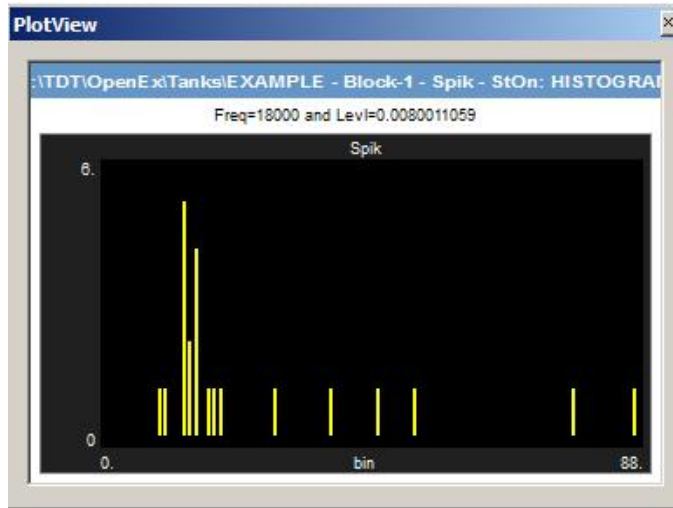 PlotView
:\TDT\OpenEx\Tanks\EXAMPLE - Block-1 - Spik - StOn: HISTOGRA
Freq=18000 and Levl=0.0080011059
Spik
6.
0
0. bin 88.